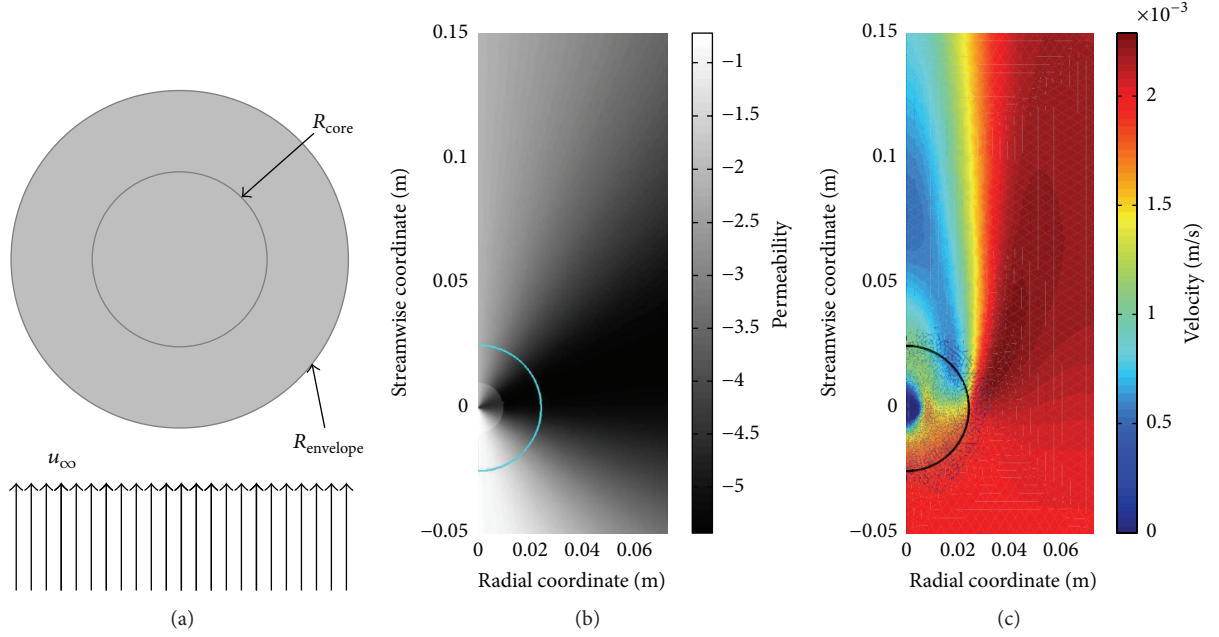 R_core
R_envelope
u_∞
(a)
0.15
0.1
0.05
0
−0.05
Streamwise coordinate (m)
0 0.02 0.04 0.06
Radial coordinate (m)
−1
−1.5
−2
−2.5
−3
−3.5
−4
−4.5
−5
Permeability
(b)
0.15
0.1
0.05
0
−0.05
Streamwise coordinate (m)
0 0.02 0.04 0.06
Radial coordinate (m)
×10⁻³
2
1.5
1
0.5
0
Velocity (m/s)
(c)